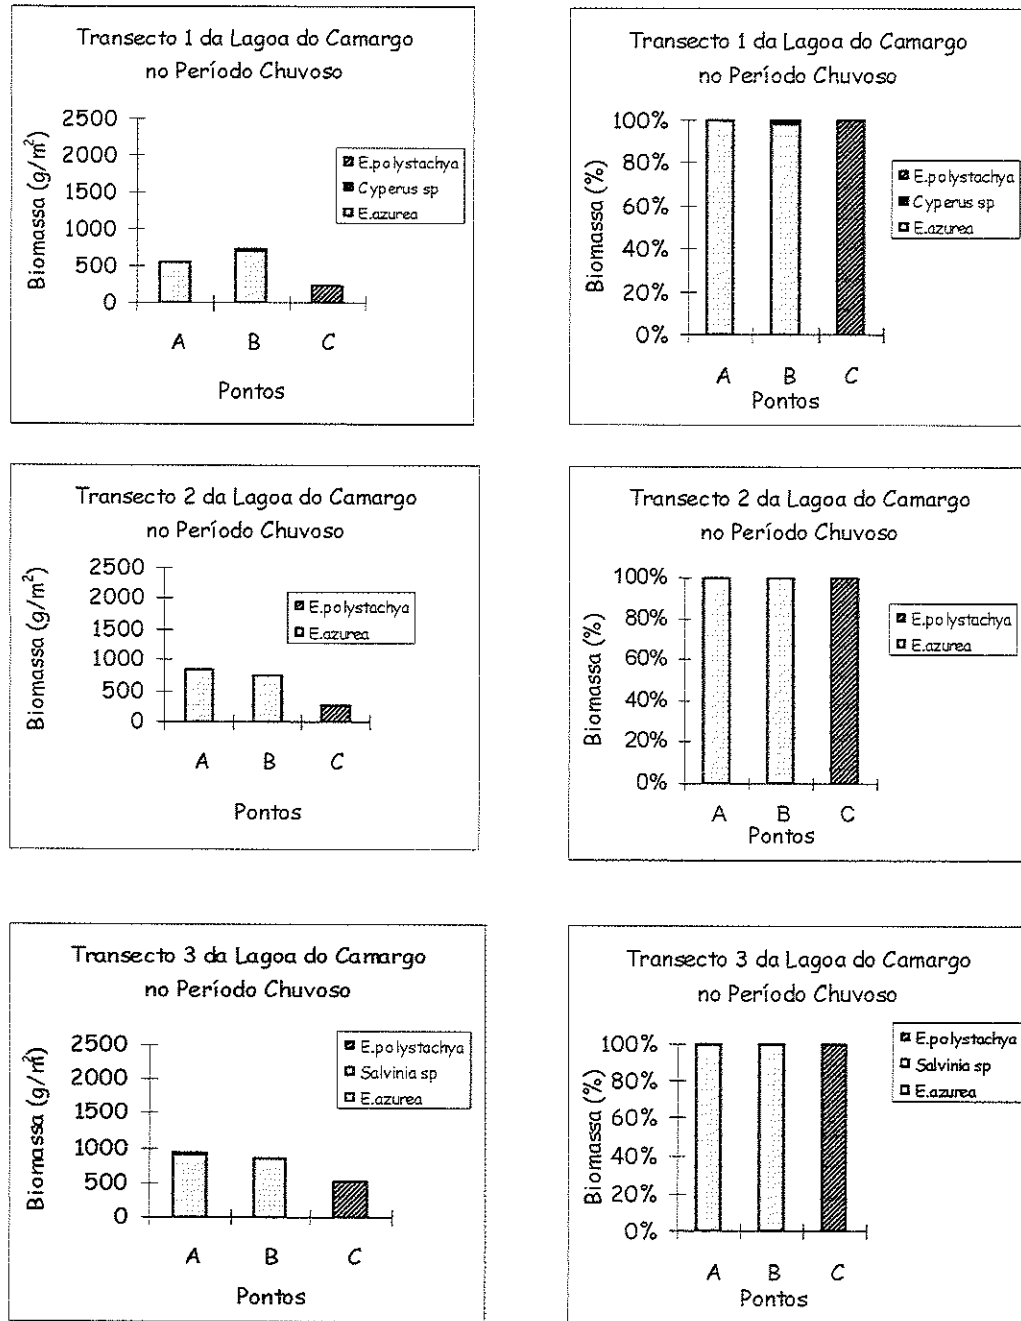 Transecto 1 da Lagoa do Camargo
no Período Chuvoso
Biomassa (g/m²)
2500
2500
1500
1000
500
0
E.polystachya
Cyperus sp
E.azurea
A B C
Pontos
Transecto 1 da Lagoa do Camargo
no Período Chuvoso
Biomassa (%)
100%
80%
60%
40%
20%
0%
E.polystachya
Cyperus sp
E.azurea
A B C
Pontos
Transecto 2 da Lagoa do Camargo
no Período Chuvoso
Biomassa (g/m²)
2500
2000
1500
1000
500
0
E.polystachya
E.azurea
A B C
Pontos
Transecto 2 da Lagoa do Camargo
no Período Chuvoso
Biomassa (%)
100%
80%
60%
40%
20%
0%
E.polystachya
E.azurea
A B C
Pontos
Transecto 3 da Lagoa do Camargo
no Período Chuvoso
Biomassa (g/m²)
2500
2000
1500
1000
500
0
E.polystachya
Salvinia sp
E.azurea
A B C
Pontos
Transecto 3 da Lagoa do Camargo
no Período Chuvoso
Biomassa (%)
100%
80%
60%
40%
20%
0%
E.polystachya
Salvinia sp
E.azurea
A B C
Pontos